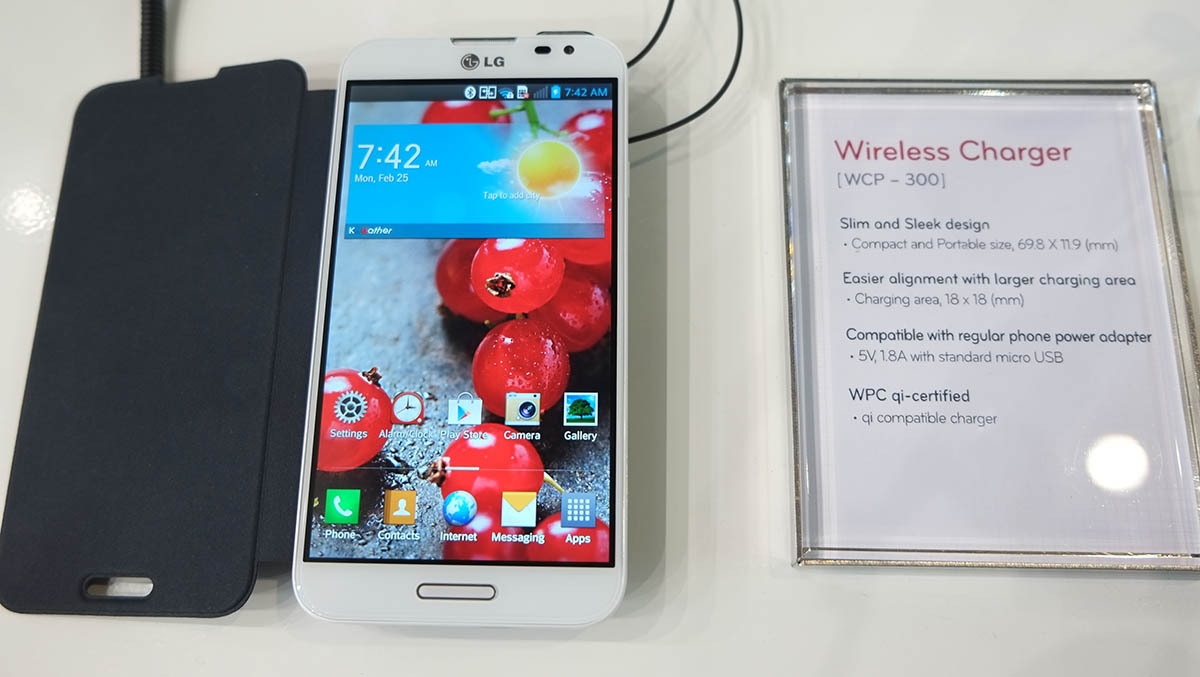 LG
7:42 AM
7:42 AM
Mon, Feb 25
Tap to add city
Settings Alarm/Clock Play Store Camera Gallery
Phone Contacts Internet Messaging Apps
Wireless Charger
[WCP - 300]
Slim and Sleek design
• Compact and Portable size, 69.8 X 11.9 (mm)
Easier alignment with larger charging area
• Charging area, 18 x 18 (mm)
Compatible with regular phone power adapter
• 5V, 1.8A with standard micro USB
WPC qi-certified
• qi compatible charger